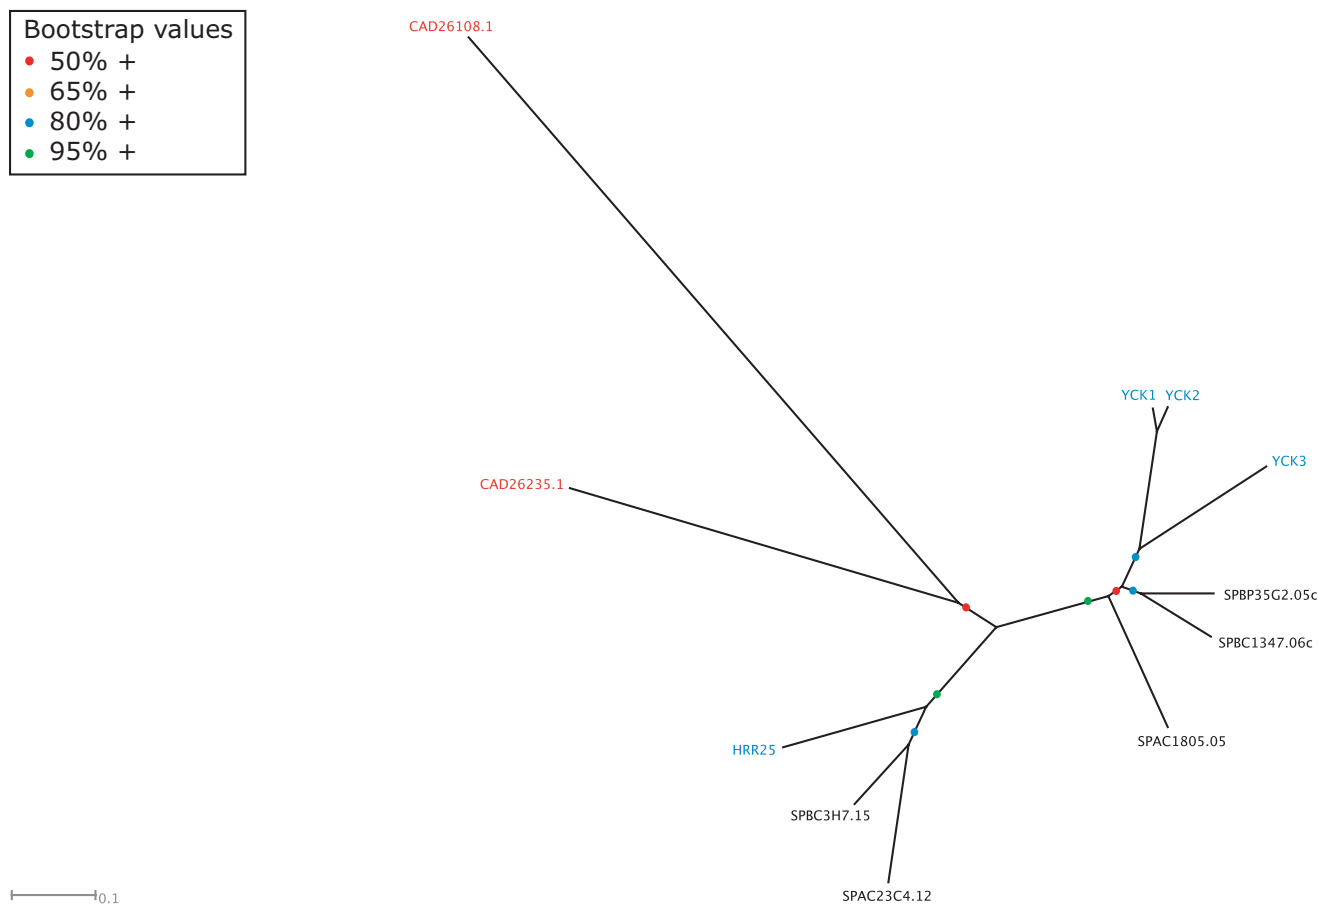 Bootstrap values
50% +
65% +
80% +
95% +
CAD26108.1
YCK1 YCK2
YCK3
CAD26235.1
SPBP35G2.05c
SPBC1347.06c
SPAC1805.05
HRR25
SPBC3H7.15
SPAC23C4.12
0.1